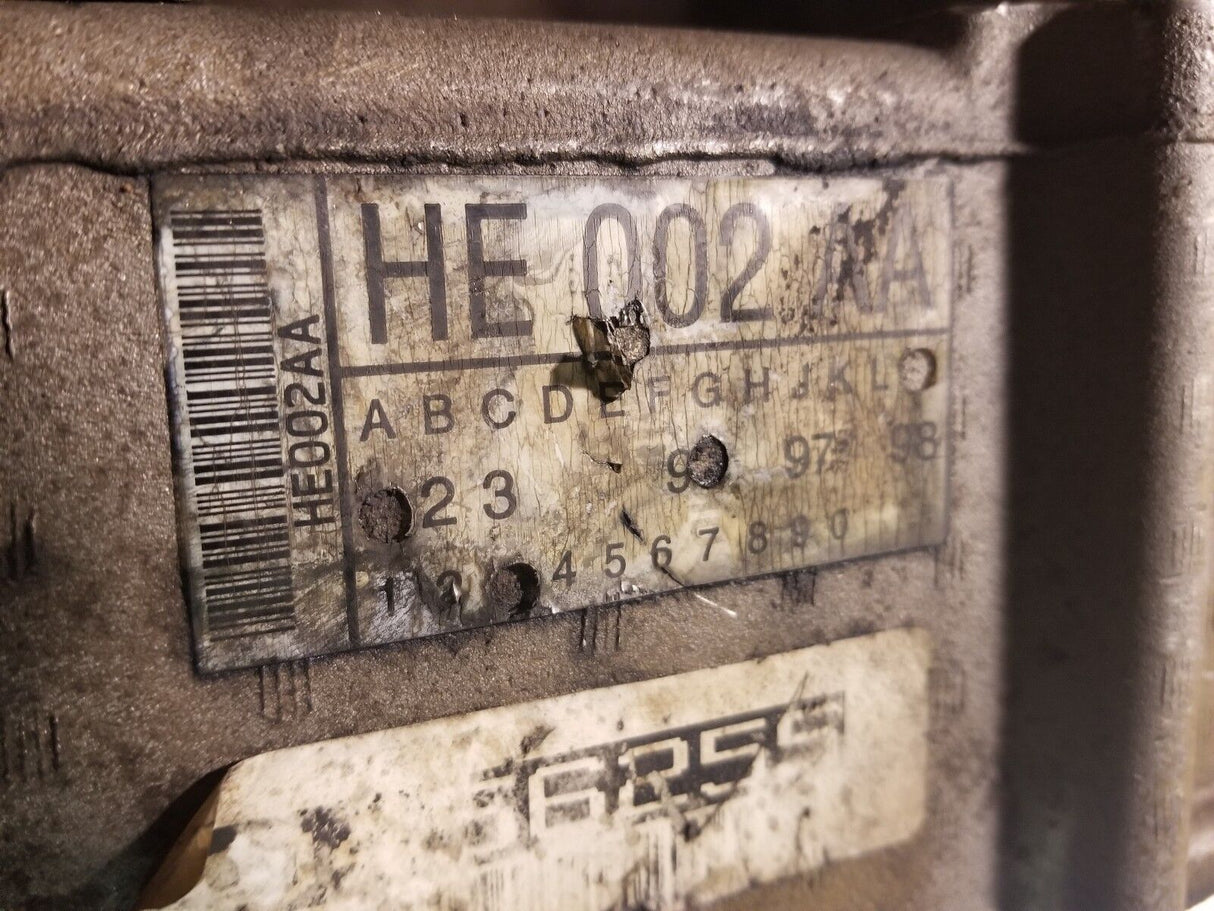 HE 002 AA
HE002AA
A B C D E F G H J K L
2 3 9 97 98
1 2 4 5 6 7 8 9 0